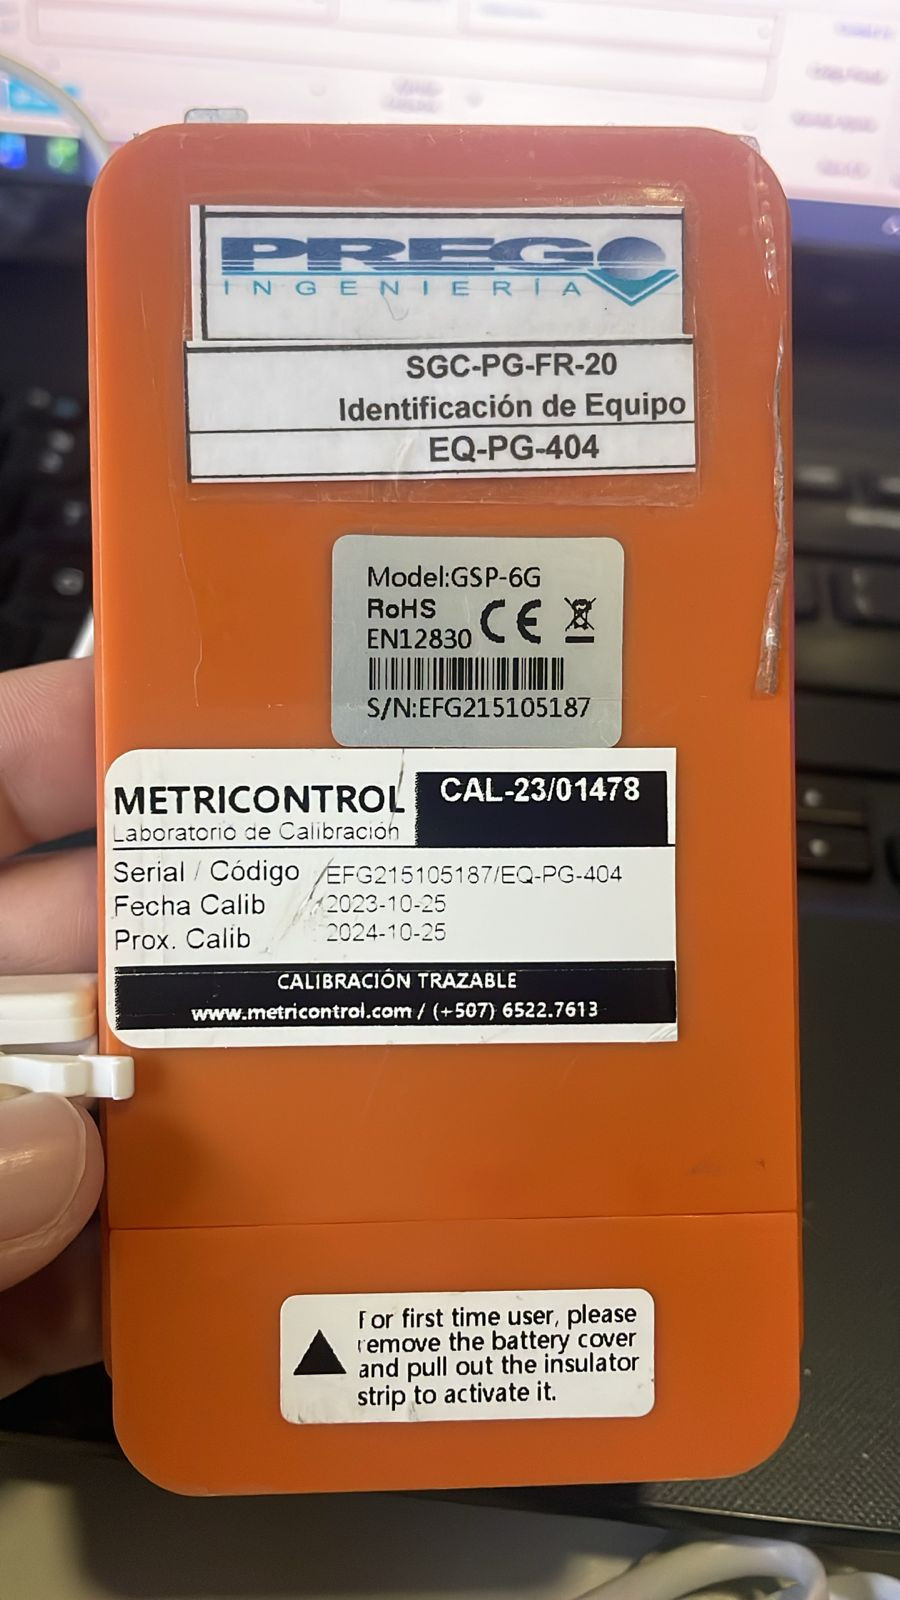 PREGO
INGENIERÍA
SGC-PG-FR-20
Identificación de Equipo
EQ-PG-404
Model:GSP-6G
RoHS
EN12830 CE
S/N:EFG215105187
METRICONTROL CAL-23/01478
Laboratorio de Calibración
Serial / Código EFG215105187/EQ-PG-404
Fecha Calib 2023-10-25
Prox. Calib 2024-10-25
CALIBRACIÓN TRAZABLE
www.metricontrol.com / (+507) 6522.7613
For first time user, please
remove the battery cover
and pull out the insulator
strip to activate it.